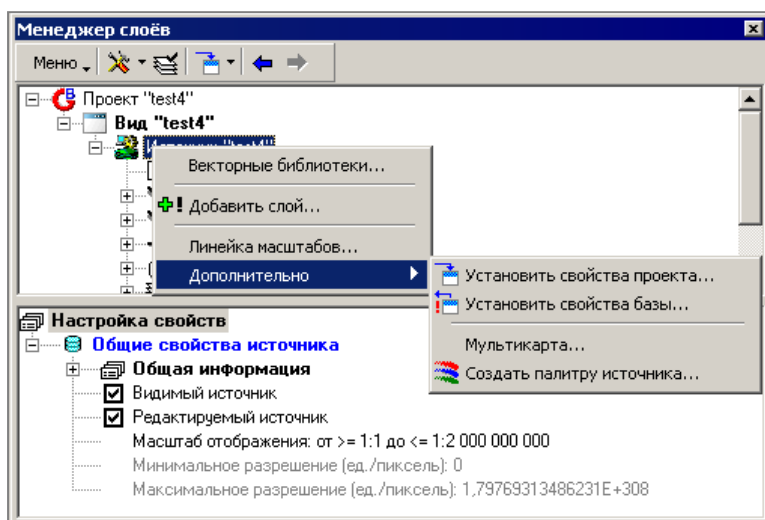 Менеджер слоёв
Меню
Проект "test4"
Вид "test4"
Векторные библиотеки...
Добавить слой...
Линейка масштабов...
Дополнительно
Установить свойства проекта...
Установить свойства базы...
Мультикарта...
Создать палитру источника...
Настройка свойств
Общие свойства источника
Общая информация
Видимый источник
Редактируемый источник
Масштаб отображения: от >= 1:1 до <= 1:2 000 000 000
Минимальное разрешение (ед./пиксель): 0
Максимальное разрешение (ед./пиксель): 1,79769313486231E+308